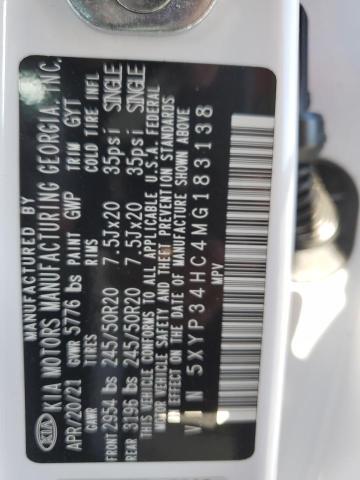 MANUFACTURED BY
KIA KIA MOTORS MANUFACTURING GEORGIA, INC.
APR/20/21 GVWR 5776 lbs PAINT GWP TRIM GYT
GAWR TIRES RIMS COLD TIRE INFL
FRONT 2954 lbs 245/50R20 7.5Jx20 35psi SINGLE
REAR 3196 lbs 245/50R20 7.5Jx20 35psi SINGLE
THIS VEHICLE CONFORMS TO ALL APPLICABLE U.S.A FEDERAL
MOTOR VEHICLE SAFETY AND THEFT PREVENTION STANDARDS
IN EFFECT ON THE DATE OF MANUFACTURE SHOWN ABOVE
VIN 5XYP34HC4MG183138
MPV